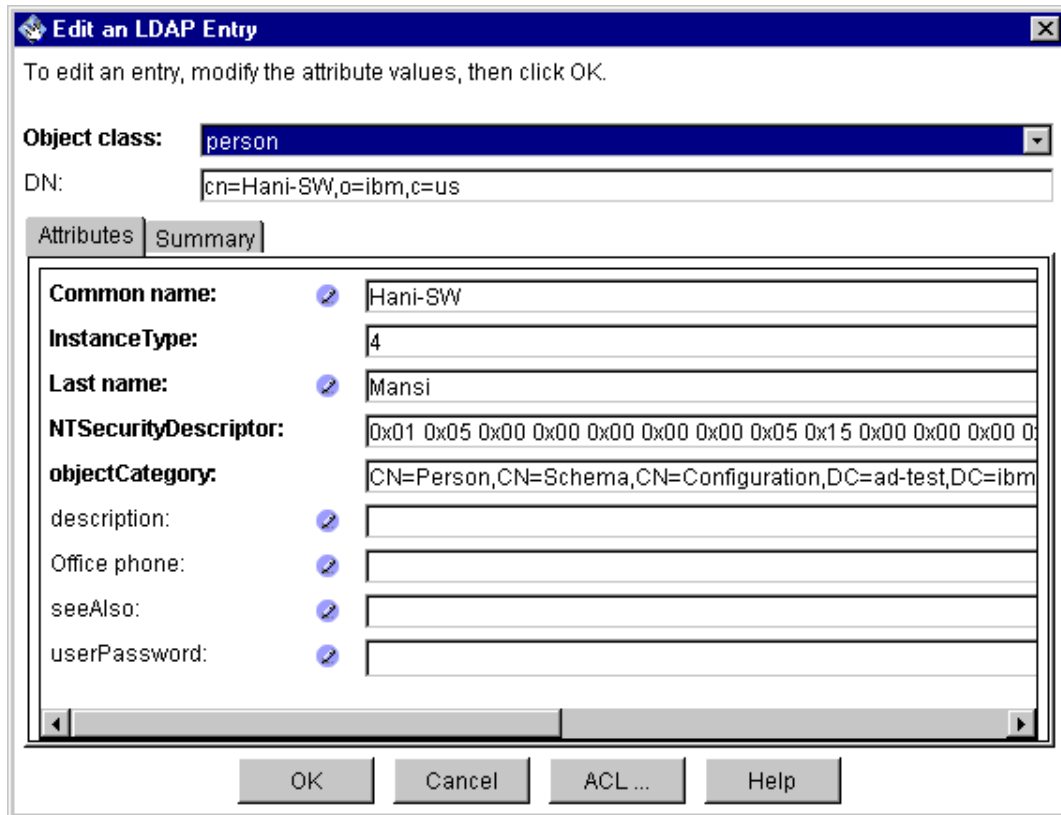 Edit an LDAP Entry
To edit an entry, modify the attribute values, then click OK.
Object class: person
DN: cn=Hani-SW,o=ibm,c=us
Attributes Summary
Common name: Hani-SW
InstanceType: 4
Last name: Mansi
NTSecurityDescriptor: 0x01 0x05 0x00 0x00 0x00 0x00 0x00 0x05 0x15 0x00 0x00 0x00
objectCategory: CN=Person,CN=Schema,CN=Configuration,DC=ad-test,DC=ibm
description:
Office phone:
seeAlso:
userPassword:
OK Cancel ACL ... Help